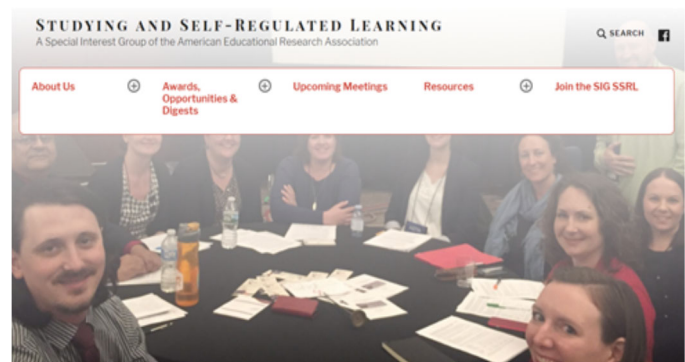 STUDYING AND SELF-REGULATED LEARNING
A Special Interest Group of the American Educational Research Association
SEARCH
About Us
Awards,
Opportunities &
Digests
Upcoming Meetings
Resources
Join the SIG SSRL